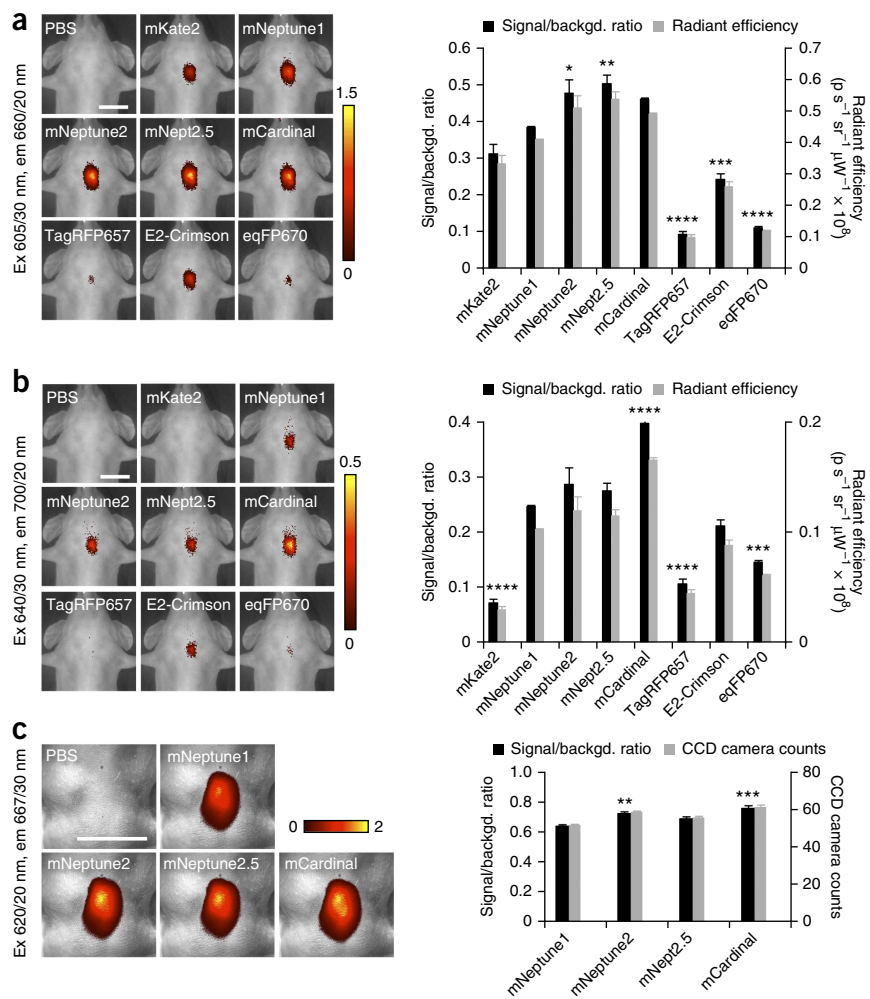 a
Ex 605/30 nm, em 660/20 nm
PBS
mKate2
mNeptune1
mNeptune2
mNept2.5
mCardinal
TagRFP657
E2-Crimson
eqFP670
1.5
0
Signal/backgd. ratio
Radiant efficiency
Signal/backgd. ratio
0.6
0.5
0.4
0.3
0.2
0.1
0
*
**
****
***
****
0.7
0.6
0.5
0.4
0.3
0.2
0.1
0
Radiant efficiency
(p s−1 sr−1 µW−1 × 108)
mKate2
mNeptune1
mNeptune2
mNept2.5
mCardinal
TagRFP657
E2-Crimson
eqFP670
b
Ex 640/30 nm, em 700/20 nm
PBS
mKate2
mNeptune1
mNeptune2
mNept2.5
mCardinal
TagRFP657
E2-Crimson
eqFP670
0.5
0
Signal/backgd. ratio
Radiant efficiency
Signal/backgd. ratio
0.4
0.3
0.2
0.1
0
****
****
****
***
0.2
0.1
0
Radiant efficiency
(p s−1 sr−1 µW−1 × 108)
mKate2
mNeptune1
mNeptune2
mNept2.5
mCardinal
TagRFP657
E2-Crimson
eqFP670
c
Ex 620/20 nm, em 667/30 nm
PBS
mNeptune1
0
2
mNeptune2
mNeptune2.5
mCardinal
Signal/backgd. ratio
CCD camera counts
Signal/backgd. ratio
1.0
0.8
0.6
0.4
0.2
0
**
***
80
60
40
20
0
CCD camera
counts
mNeptune1
mNeptune2
mNept2.5
mCardinal